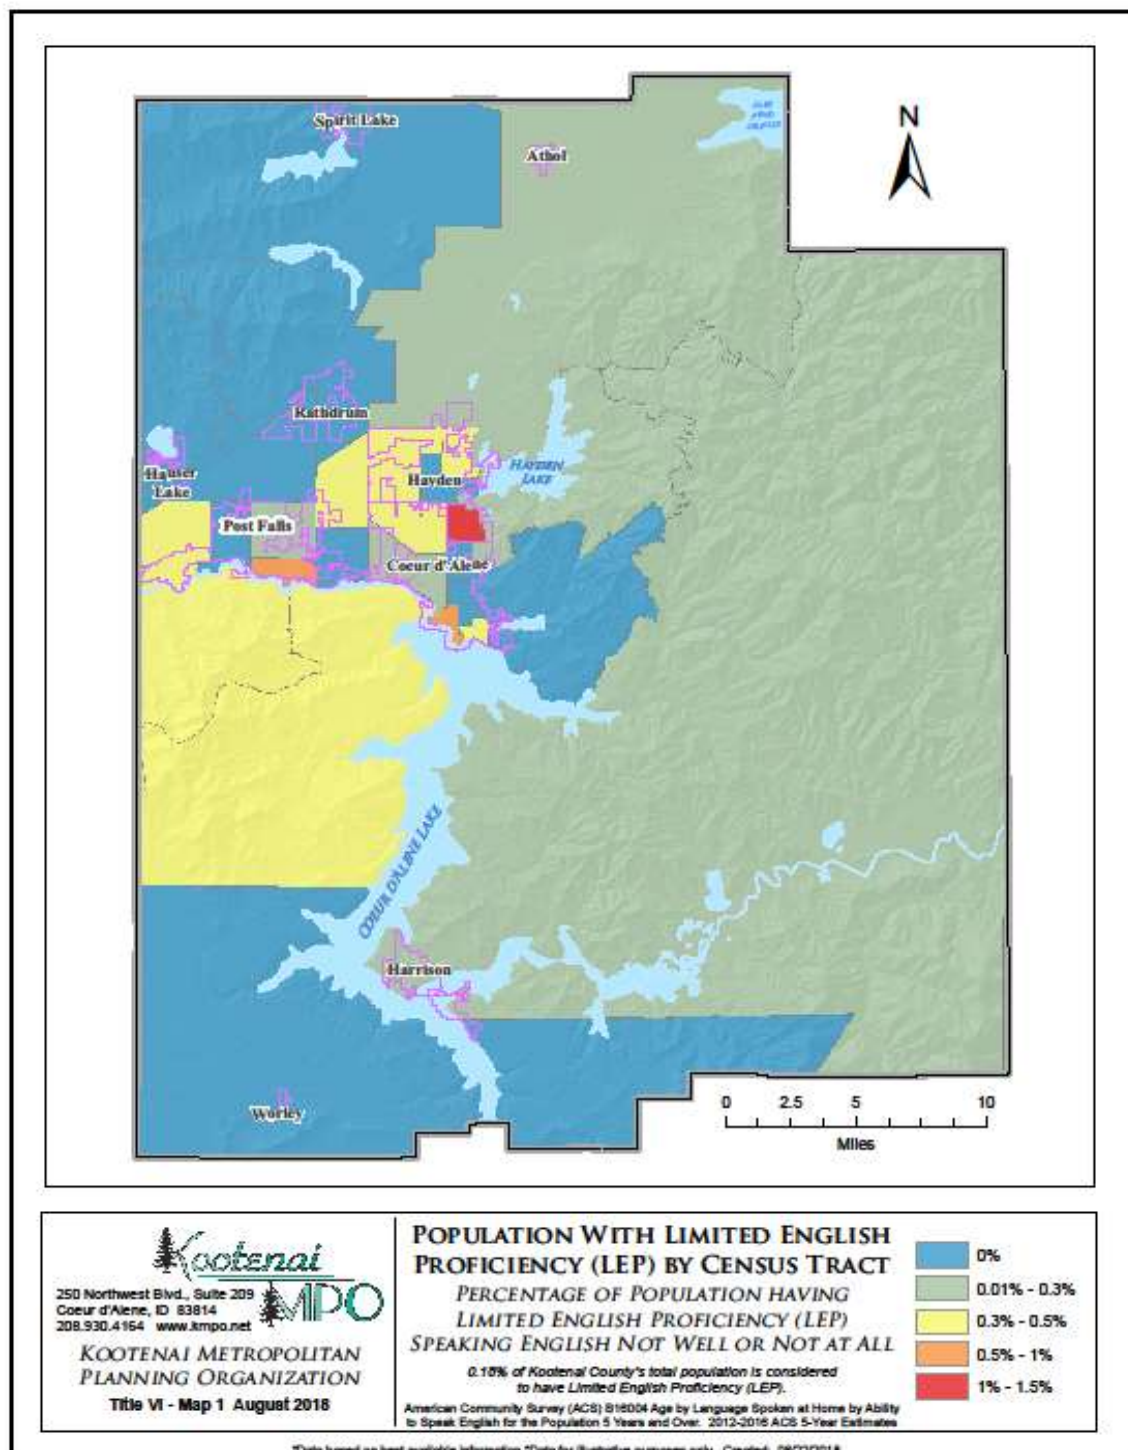 Spirit Lake
Athol
N
Rathdrum
Hauser
Lake
Hayden
HAYDEN
LAKE
Post Falls
Coeur d'Alene
COEUR D'ALENE LAKE
Harrison
Worley
0 2.5 5 10
Miles
Kootenai
MPO
250 Northwest Blvd., Suite 209
Coeur d'Alene, ID 83814
208.930.4164 www.kmpo.net
KOOTENAI METROPOLITAN
PLANNING ORGANIZATION
Title VI - Map 1 August 2018
POPULATION WITH LIMITED ENGLISH
PROFICIENCY (LEP) BY CENSUS TRACT
PERCENTAGE OF POPULATION HAVING
LIMITED ENGLISH PROFICIENCY (LEP)
SPEAKING ENGLISH NOT WELL OR NOT AT ALL
of Kootenai County's total population is considered
to have Limited English Proficiency (LEP).
American Community Survey (ACS) Age by Language Spoken at Home by Ability
to Speak English for the Population 5 Years and Over. 2012-2016 ACS 5-Year Estimates
0%
0.01% - 0.3%
0.3% - 0.5%
0.5% - 1%
1% - 1.5%